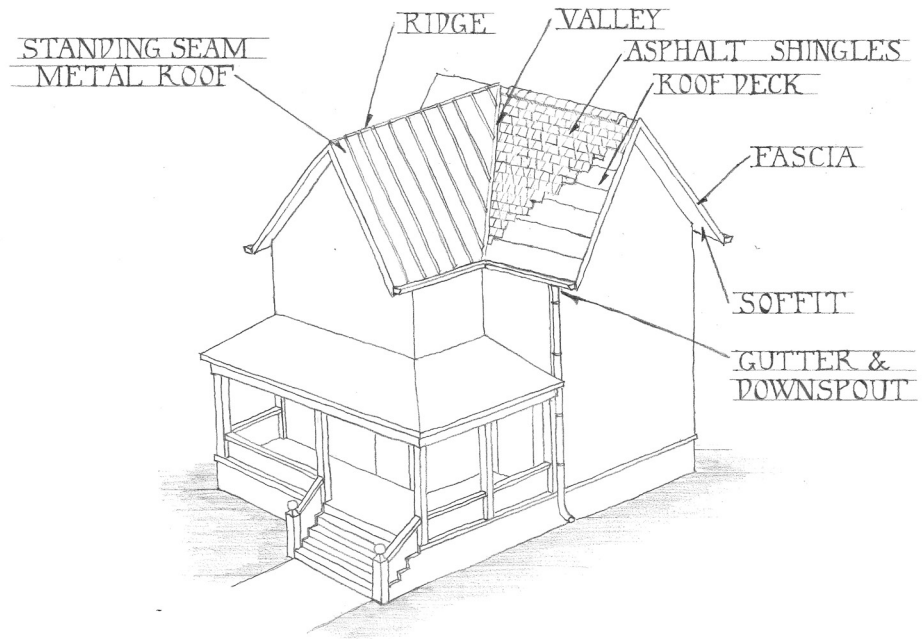 RIDGE
VALLEY
STANDING SEAM
METAL ROOF
ASPHALT SHINGLES
ROOF DECK
FASCIA
SOFFIT
GUTTER &
DOWNSPOUT